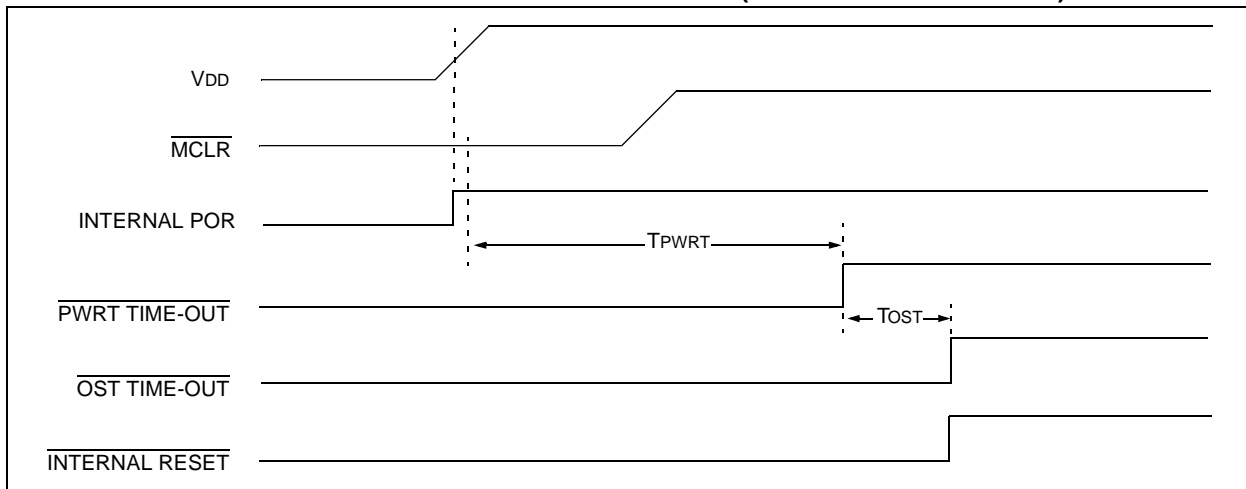 VDD
MCLR
INTERNAL POR
TPWRT
PWRT TIME-OUT
TOST
OST TIME-OUT
INTERNAL RESET